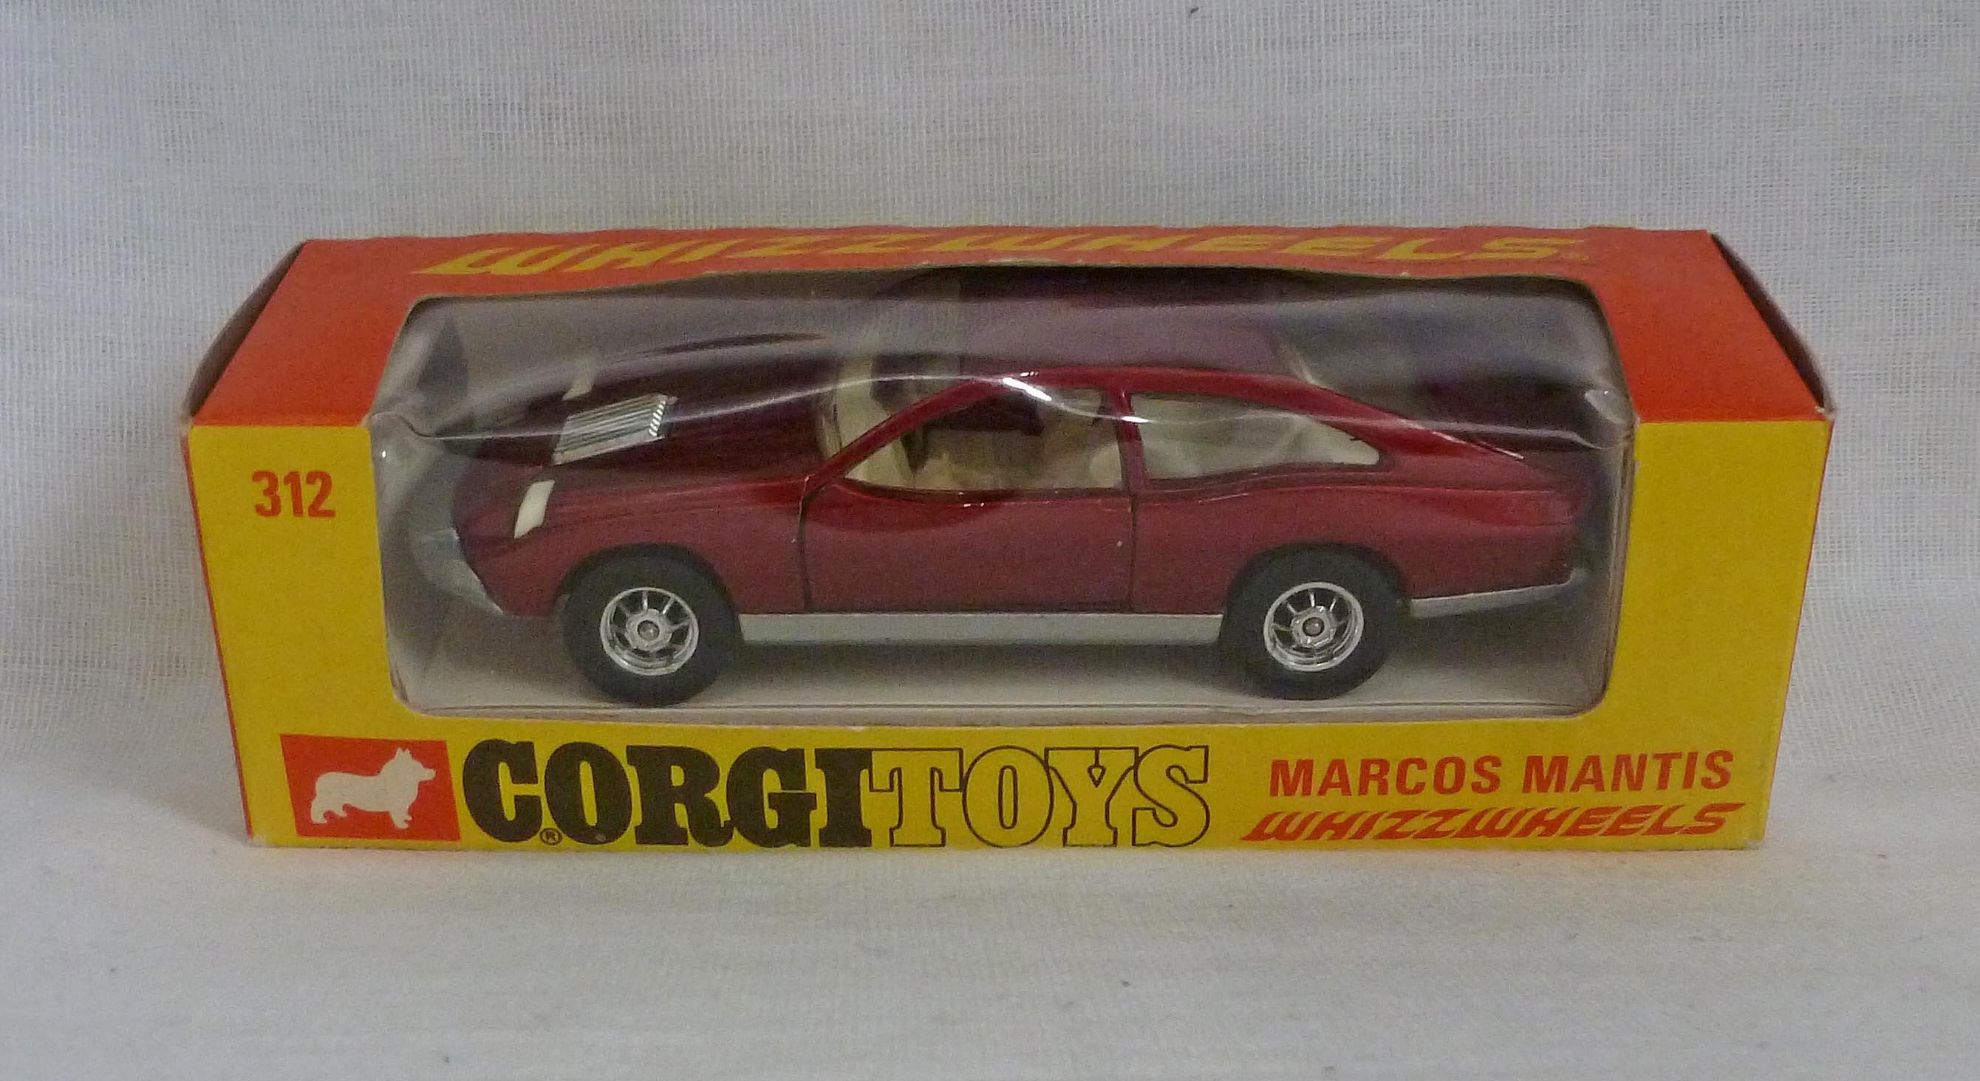 WHIZZWHEELS
312
CORGI TOYS
®
MARCOS MANTIS
WHIZZWHEELS